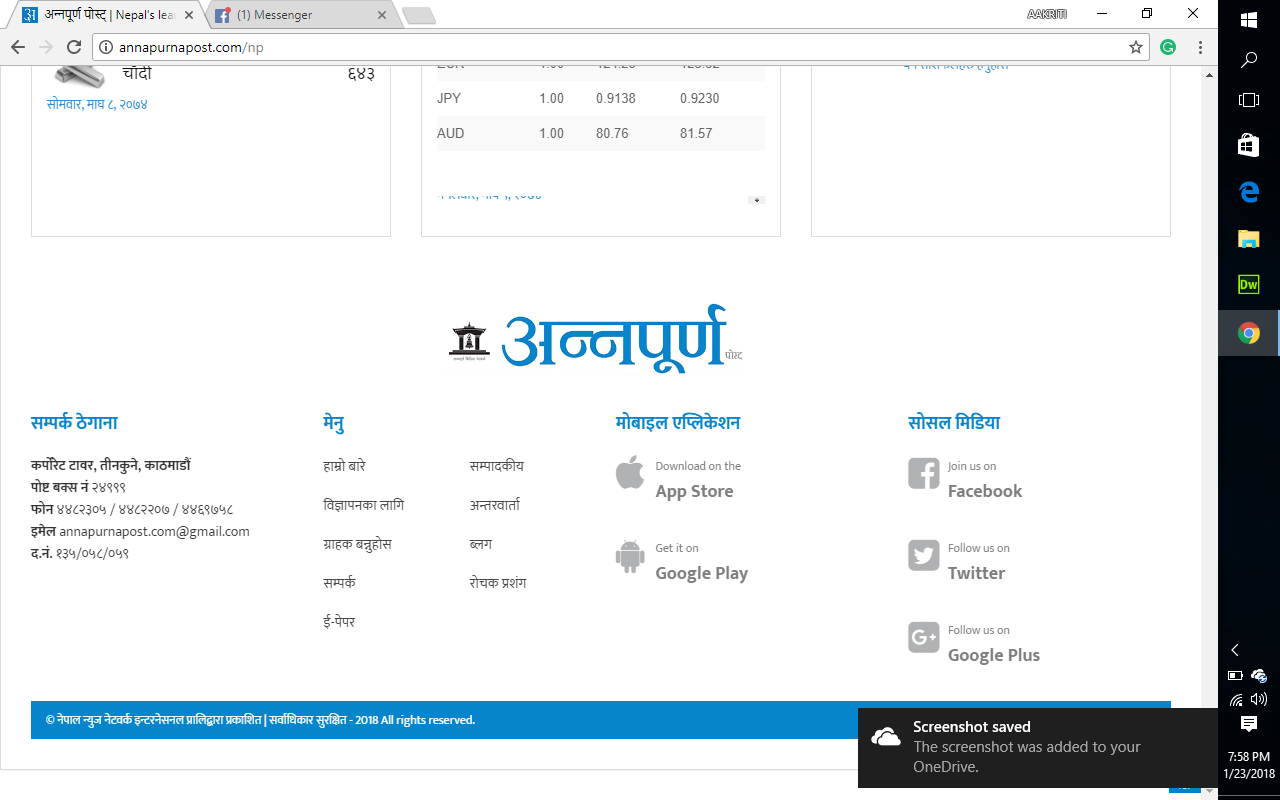 अन्नपूर्ण पोस्ट् | Nepal's lea
(1) Messenger
AAKRITI
annapurnapost.com/np
चाँदी ६४३
सोमवार, माघ ८, २०७४
JPY 1.00 0.9138 0.9230
AUD 1.00 80.76 81.57
अन्नपूर्ण
पोस्ट्
सम्पर्क ठेगाना
कर्पोरेट टावर, तीनकुने, काठमाडौं
पोष्ट बक्स नं २४९९९
फोन ४४८२३०५ / ४४८२२०७ / ४४६९७५८
इमेल annapurnapost.com@gmail.com
द.नं. १३५/०५८/०५९
मेनु
हाम्रो बारे
विज्ञापनका लागि
ग्राहक बन्नुहोस
सम्पर्क
ई-पेपर
सम्पादकीय
अन्तरवार्ता
ब्लग
रोचक प्रशंग
मोबाइल एप्लिकेशन
Download on the
App Store
Get it on
Google Play
सोसल मिडिया
Join us on
Facebook
Follow us on
Twitter
Follow us on
Google Plus
© नेपाल न्युज नेटवर्क इन्टरनेसनल प्रालिद्वारा प्रकाशित | सर्वाधिकार सुरक्षित - 2018 All rights reserved.
Screenshot saved
The screenshot was added to your
OneDrive.
Dw
7:58 PM
1/23/2018